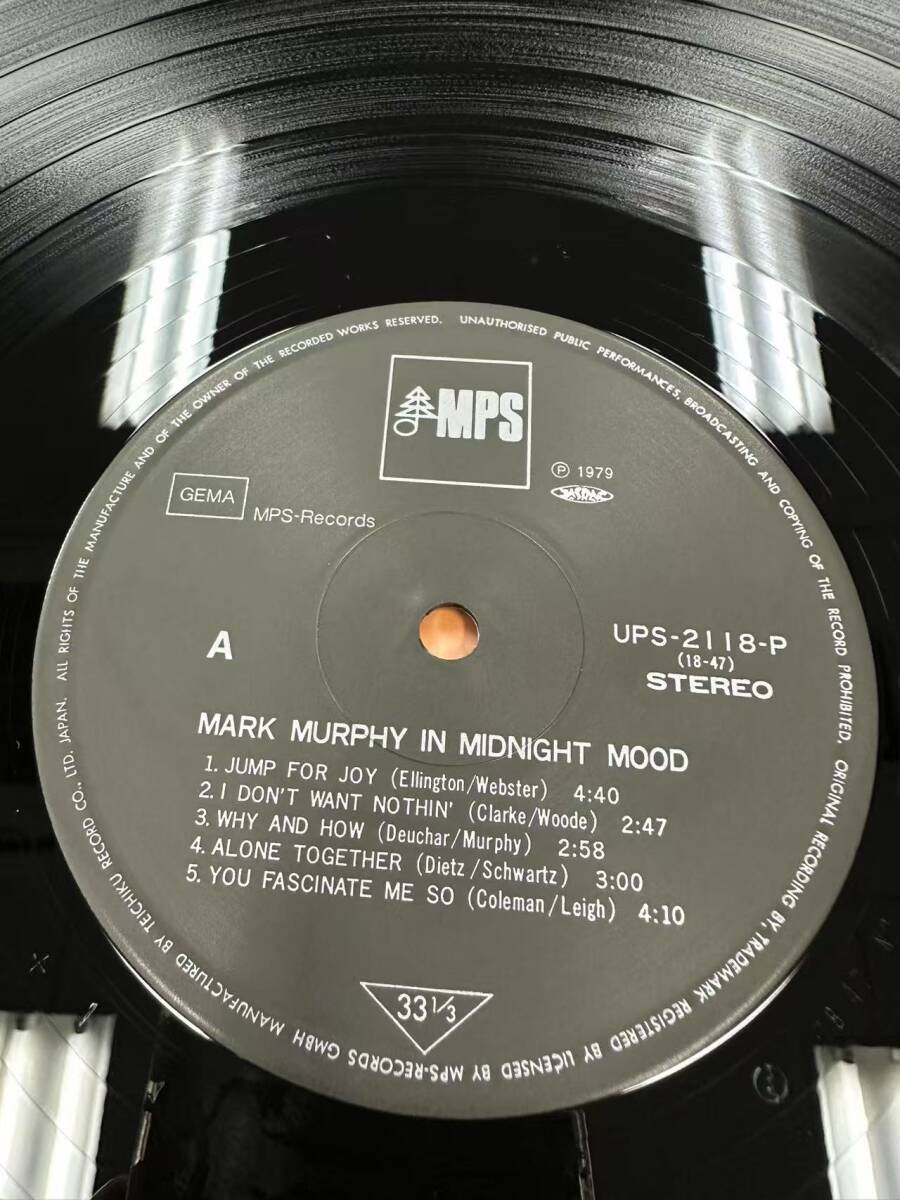 MPS
℗ 1979
JASRAC
GEMA
MPS-Records
A
UPS-2118-P
(18-47)
STEREO
MARK MURPHY IN MIDNIGHT MOOD
1. JUMP FOR JOY (Ellington/Webster) 4:40
2. I DON'T WANT NOTHIN' (Clarke/Woode) 2:47
3. WHY AND HOW (Deuchar/Murphy) 2:58
4. ALONE TOGETHER (Dietz/Schwartz) 3:00
5. YOU FASCINATE ME SO (Coleman/Leigh) 4:10
33 1/3
ALL RIGHTS OF THE MANUFACTURE AND OF THE OWNER OF THE RECORDED WORKS RESERVED. UNAUTHORISED PUBLIC PERFORMANCES, BROADCASTING AND COPYING OF THE RECORD PROHIBITED. ORIGINAL RECORDING BY, TRADEMARK REGISTERED BY LICENSED BY MPS-RECORDS GMBH MANUFACTURED BY TEICHIKU RECORD CO., LTD. JAPAN.